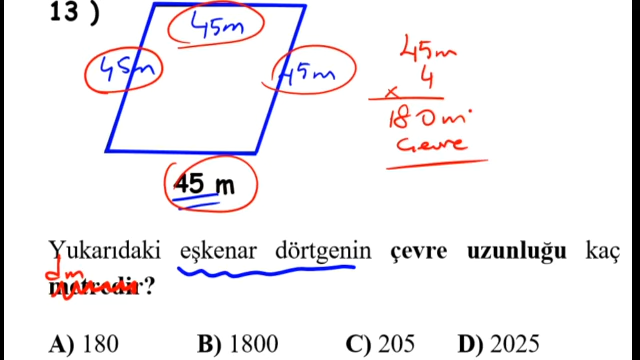 13 )
45m
45m
45m
45 m
45m
4
×
180m
Çevre
Yukarıdaki eşkenar dörtgenin çevre uzunluğu kaç
dm
metredir?
A) 180 B) 1800 C) 205 D) 2025